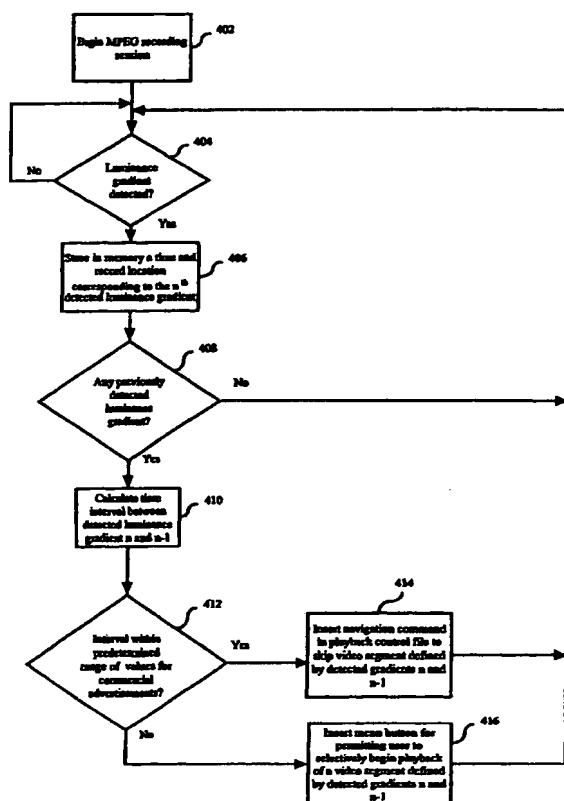 Begin MPEG recording
session
402
404
No
Luminance
gradient
detected?
Yes
Store in memory a time and
record location
corresponding to the n th
detected luminance gradient
406
408
Any previously
detected
luminance
gradient?
No
Yes
Calculate time
interval between
detected luminance
gradient n and n-1
410
412
Interval within
predetermined
range of values for
commercial
advertisements?
Yes
414
Insert navigation command
in playback control file to
skip video segment defined
by detected gradients n and
n-1
No
416
Insert menu button for
permitting user to
selectively begin playback
of a video segment defined
by detected gradients n and
n-1